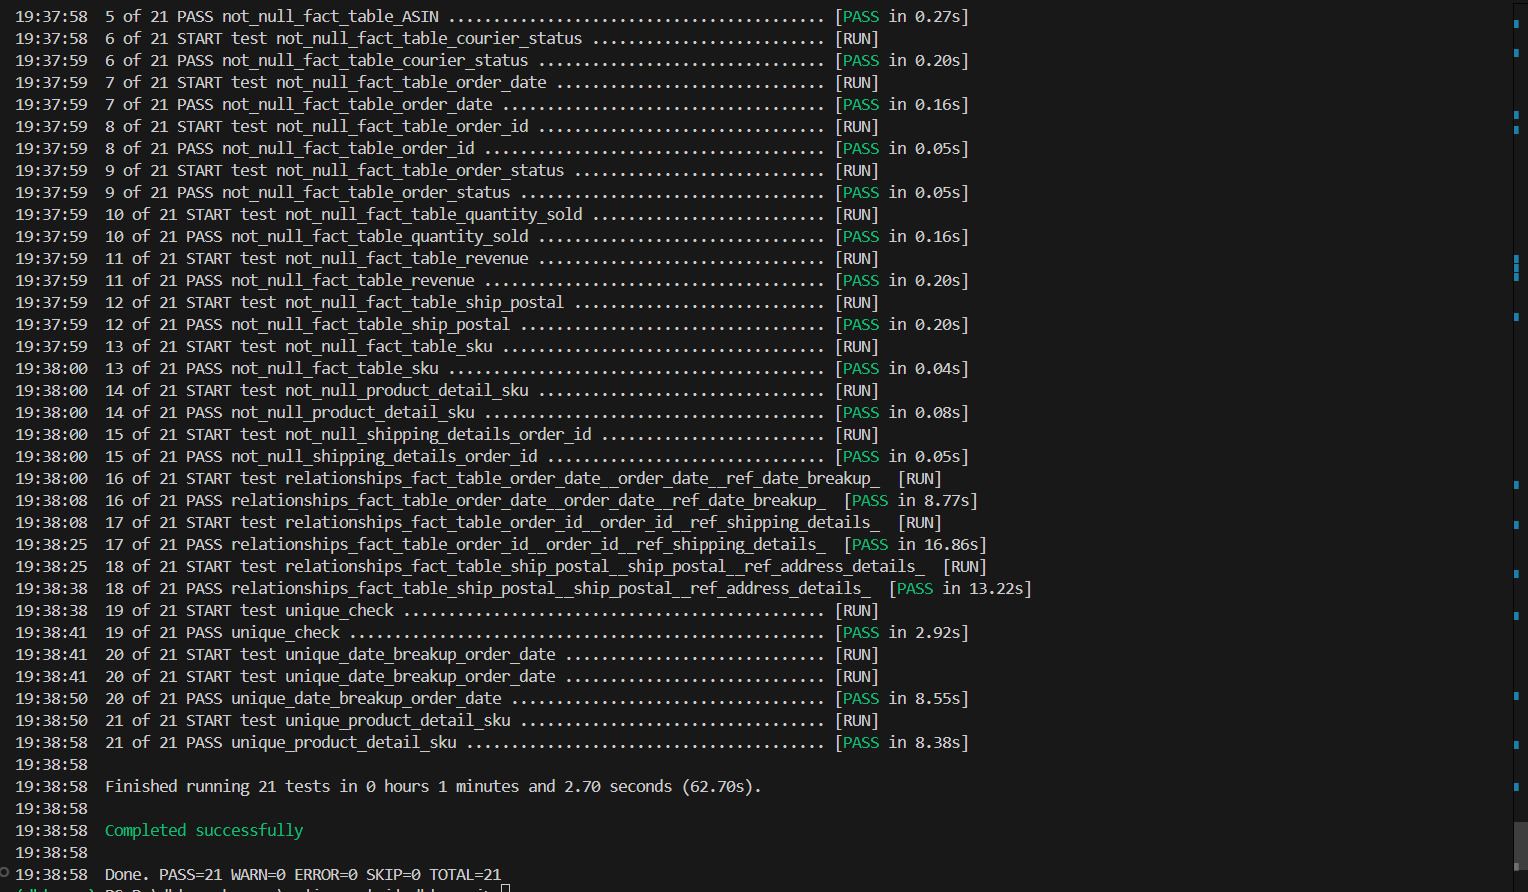 19:37:58  5 of 21 PASS not_null_fact_table_ASIN .......................................... [PASS in 0.27s]
19:37:58  6 of 21 START test not_null_fact_table_courier_status .......................... [RUN]
19:37:59  6 of 21 PASS not_null_fact_table_courier_status ................................ [PASS in 0.20s]
19:37:59  7 of 21 START test not_null_fact_table_order_date .............................. [RUN]
19:37:59  7 of 21 PASS not_null_fact_table_order_date .................................... [PASS in 0.16s]
19:37:59  8 of 21 START test not_null_fact_table_order_id ................................ [RUN]
19:37:59  8 of 21 PASS not_null_fact_table_order_id ...................................... [PASS in 0.05s]
19:37:59  9 of 21 START test not_null_fact_table_order_status ............................ [RUN]
19:37:59  9 of 21 PASS not_null_fact_table_order_status .................................. [PASS in 0.05s]
19:37:59  10 of 21 START test not_null_fact_table_quantity_sold .......................... [RUN]
19:37:59  10 of 21 PASS not_null_fact_table_quantity_sold ................................ [PASS in 0.16s]
19:37:59  11 of 21 START test not_null_fact_table_revenue ................................ [RUN]
19:37:59  11 of 21 PASS not_null_fact_table_revenue ...................................... [PASS in 0.20s]
19:37:59  12 of 21 START test not_null_fact_table_ship_postal ............................ [RUN]
19:37:59  12 of 21 PASS not_null_fact_table_ship_postal .................................. [PASS in 0.20s]
19:37:59  13 of 21 START test not_null_fact_table_sku .................................... [RUN]
19:38:00  13 of 21 PASS not_null_fact_table_sku .......................................... [PASS in 0.04s]
19:38:00  14 of 21 START test not_null_product_detail_sku ................................ [RUN]
19:38:00  14 of 21 PASS not_null_product_detail_sku ...................................... [PASS in 0.08s]
19:38:00  15 of 21 START test not_null_shipping_details_order_id ......................... [RUN]
19:38:00  15 of 21 PASS not_null_shipping_details_order_id ............................... [PASS in 0.05s]
19:38:00  16 of 21 START test relationships_fact_table_order_date__order_date__ref_date_breakup_  [RUN]
19:38:08  16 of 21 PASS relationships_fact_table_order_date__order_date__ref_date_breakup_  [PASS in 8.77s]
19:38:08  17 of 21 START test relationships_fact_table_order_id__order_id__ref_shipping_details_  [RUN]
19:38:25  17 of 21 PASS relationships_fact_table_order_id__order_id__ref_shipping_details_  [PASS in 16.86s]
19:38:25  18 of 21 START test relationships_fact_table_ship_postal__ship_postal__ref_address_details_  [RUN]
19:38:38  18 of 21 PASS relationships_fact_table_ship_postal__ship_postal__ref_address_details_  [PASS in 13.22s]
19:38:38  19 of 21 START test unique_check ............................................... [RUN]
19:38:41  19 of 21 PASS unique_check ..................................................... [PASS in 2.92s]
19:38:41  20 of 21 START test unique_date_breakup_order_date ............................. [RUN]
19:38:41  20 of 21 START test unique_date_breakup_order_date ............................. [RUN]
19:38:50  20 of 21 PASS unique_date_breakup_order_date ................................... [PASS in 8.55s]
19:38:50  21 of 21 START test unique_product_detail_sku .................................. [RUN]
19:38:58  21 of 21 PASS unique_product_detail_sku ........................................ [PASS in 8.38s]
19:38:58
19:38:58  Finished running 21 tests in 0 hours 1 minutes and 2.70 seconds (62.70s).
19:38:58
19:38:58  Completed successfully
19:38:58
19:38:58  Done. PASS=21 WARN=0 ERROR=0 SKIP=0 TOTAL=21